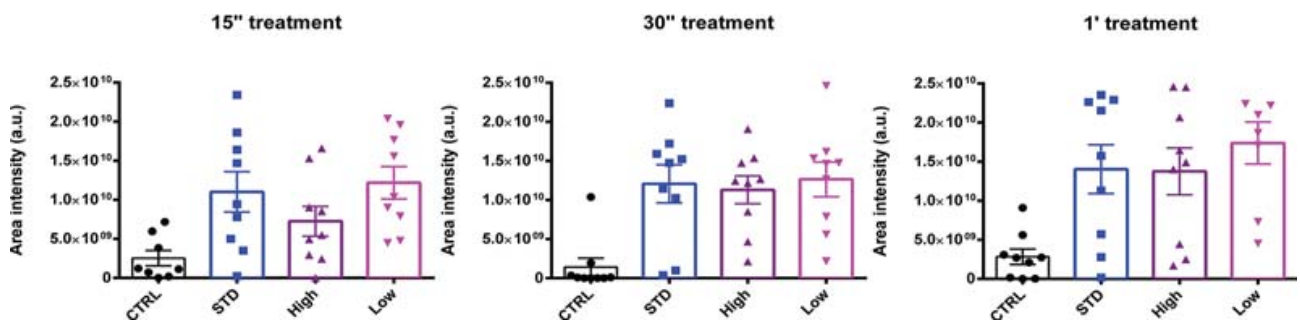 15" treatment
Area intensity (a.u.)
2.5×10¹⁰
2.0×10¹⁰
1.5×10¹⁰
1.0×10¹⁰
5.0×10⁰⁹
0
CTRL
STD
High
Low
30" treatment
Area intensity (a.u.)
2.5×10¹⁰
2.0×10¹⁰
1.5×10¹⁰
1.0×10¹⁰
5.0×10⁰⁹
0
CTRL
STD
High
Low
1' treatment
Area intensity (a.u.)
2.5×10¹⁰
2.0×10¹⁰
1.5×10¹⁰
1.0×10¹⁰
5.0×10⁰⁹
0
CTRL
STD
High
Low